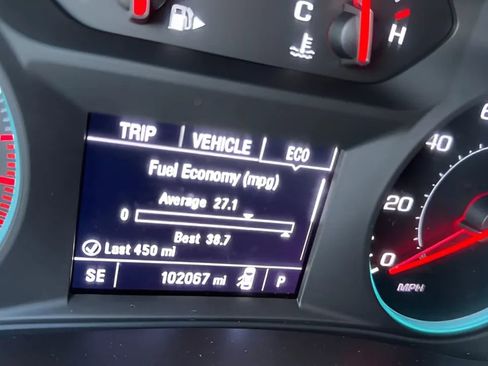 C
H
TRIP VEHICLE ECO
Fuel Economy (mpg)
Average 27.1
0
Best 38.7
Last 450 mi
SE 102067 mi P
60
40
20
0
MPH